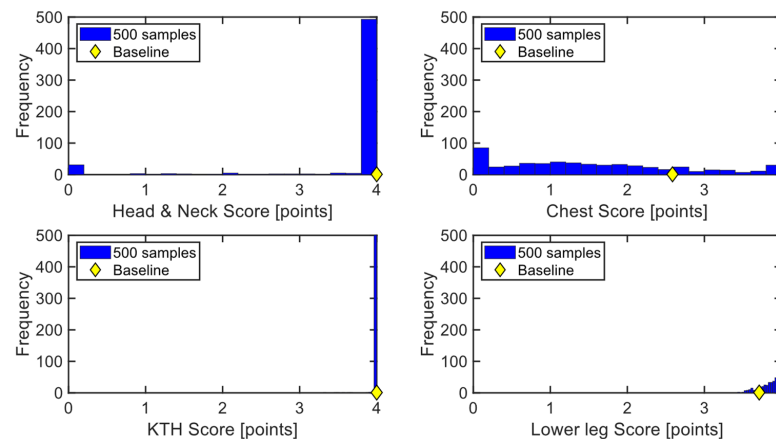 500
400
300
200
100
0
Frequency
500 samples
Baseline
0 1 2 3 4
Head & Neck Score [points]
500
400
300
200
100
0
Frequency
500 samples
Baseline
0 1 2 3
Chest Score [points]
500
400
300
200
100
0
Frequency
500 samples
Baseline
0 1 2 3 4
KTH Score [points]
500
400
300
200
100
0
Frequency
500 samples
Baseline
0 1 2 3
Lower leg Score [points]